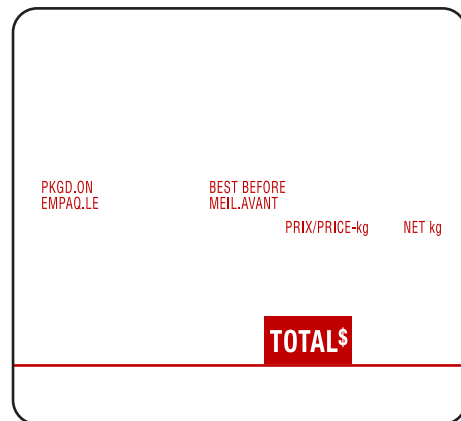 PKGD.ON
EMPAQ.LE
BEST BEFORE
MEIL.AVANT
PRIX/PRICE-kg
NET kg
TOTAL$